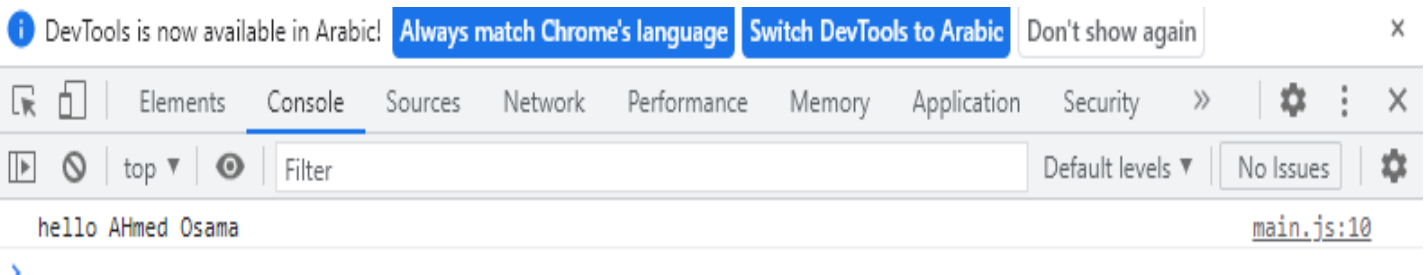 DevTools is now available in Arabic! Always match Chrome's language Switch DevTools to Arabic Don't show again
Elements Console Sources Network Performance Memory Application Security
top Filter Default levels No Issues
hello AHmed Osama main.js:10